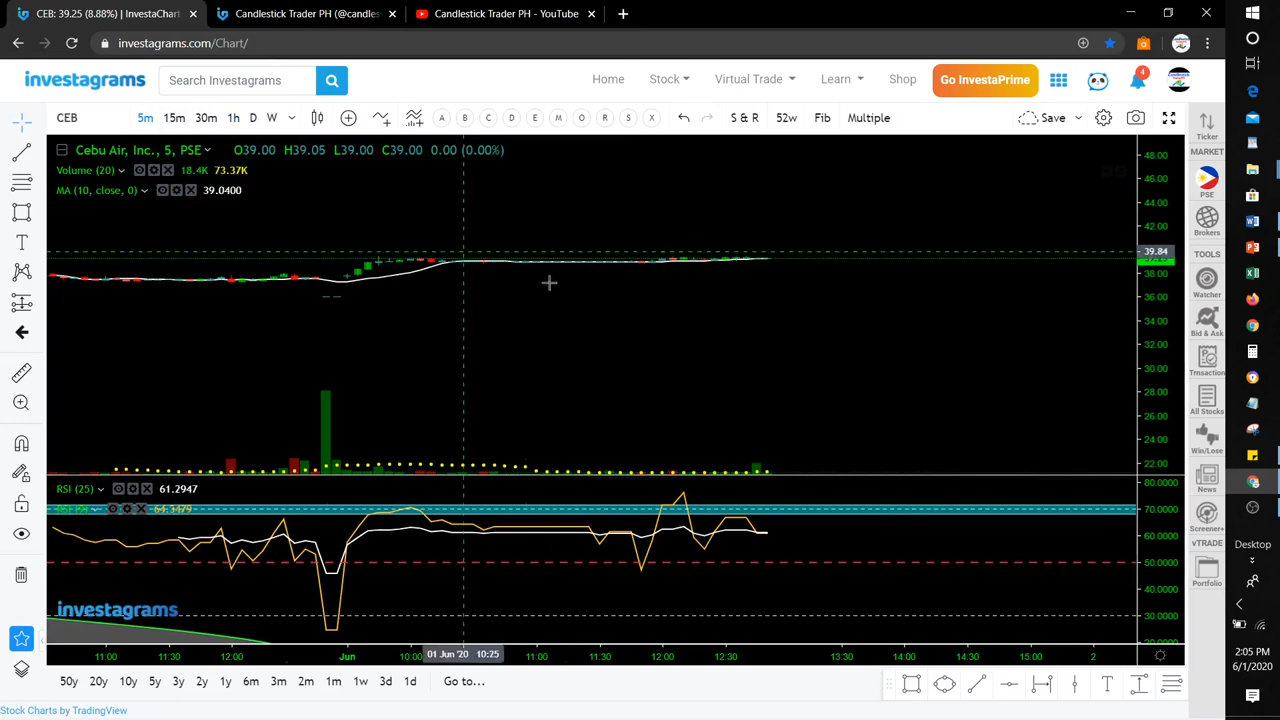 CEB: 39.25 (8.88%) | InvestaChart
Candlestick Trader PH (@candles
Candlestick Trader PH - YouTube
investagrams.com/Chart/
investagrams
Search Investagrams
Home
Stock
Virtual Trade
Learn
Shop
Go InvestaPrime
4
CEB
5m 15m 30m 1h D W
A B C D E M O R S X
S & R
52w
Fib
Multiple
Save
Cebu Air, Inc., 5, PSE O39.00 H39.05 L39.00 C39.00 0.00 (0.00%)
Volume (20) 18.4K 73.37K
MA (10, close, 0) 39.0400
48.00
46.00
44.00
42.00
39.84
38.00
36.00
34.00
32.00
30.00
28.00
26.00
24.00
22.00
RSI (25) 61.2947
64.3479
80.0000
70.0000
60.0000
50.0000
30.0000
20.0000
investagrams
11:00 11:30 12:00 Jun 10:00 01 Jun '20 10:25 11:00 11:30 12:00 12:30 13:30 14:00 14:30 15:00 2
50y 20y 10y 5y 3y 2y 1y 6m 3m 2m 1m 1w 3d 1d Go to...
Stock Charts by TradingView
Ticker
MARKET
PSE
Brokers
TOOLS
Watcher
Bid & Ask
Trnsaction
All Stocks
Win/Lose
News
Screener+
vTRADE
Portfolio
Desktop
2:05 PM
6/1/2020